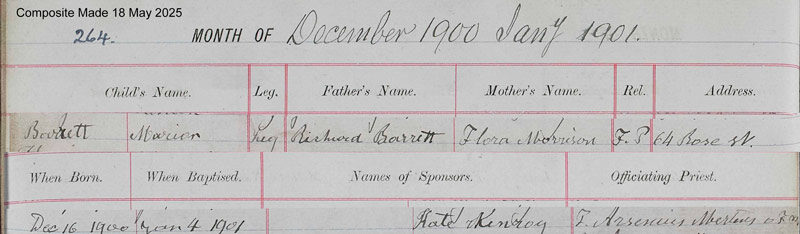 Composite Made 18 May 2025
264. MONTH OF December 1900 Jany 1901.
Child's Name. Leg. Father's Name. Mother's Name. Rel. Address.
Barrett Marion Leg Richard Barrett Flora Morrison F. P 64 Rose st.
When Born. When Baptised. Names of Sponsors. Officiating Priest.
Dec 16 1900 Jan 4 1901 Kate F. Arsenius Mertens